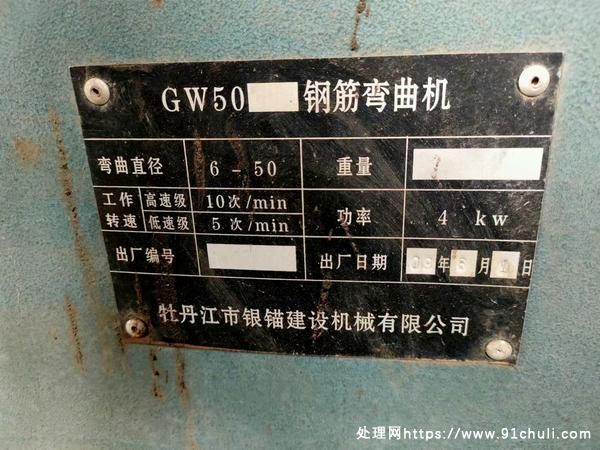 GW50 钢筋弯曲机
弯曲直径 6-50 重量
工作转速 高速级 10次/min 功率 4 kw
低速级 5次/min
出厂编号 出厂日期 09年6月 日
牡丹江市银锚建设机械有限公司
处理网https://www.91chuli.com/